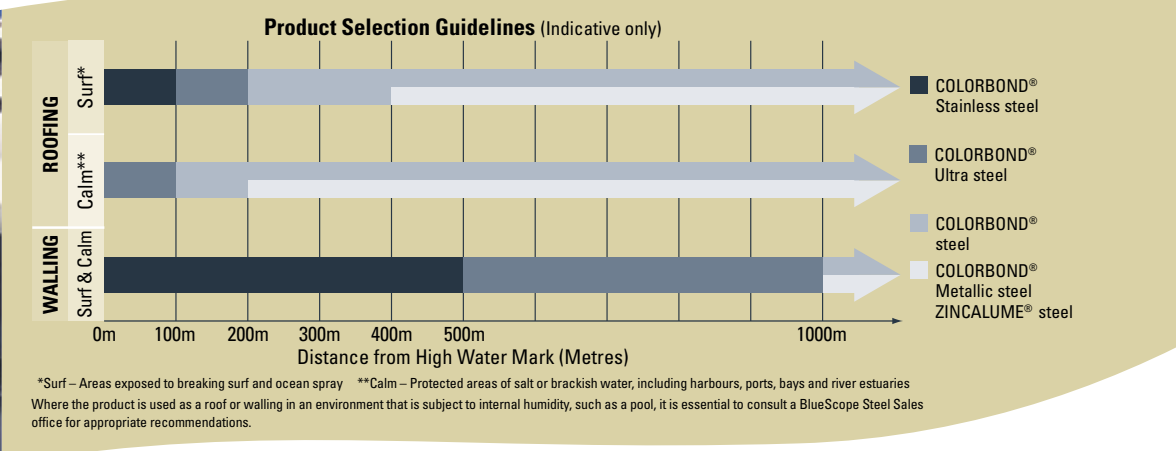 Product Selection Guidelines (Indicative only)
ROOFING
Surf*
Calm**
WALLING
Surf & Calm
COLORBOND®
Stainless steel
COLORBOND®
Ultra steel
COLORBOND®
steel
COLORBOND®
Metallic steel
ZINCALUME® steel
0m 100m 200m 300m 400m 500m 1000m
Distance from High Water Mark (Metres)
*Surf – Areas exposed to breaking surf and ocean spray **Calm – Protected areas of salt or brackish water, including harbours, ports, bays and river estuaries
Where the product is used as a roof or walling in an environment that is subject to internal humidity, such as a pool, it is essential to consult a BlueScope Steel Sales
office for appropriate recommendations.